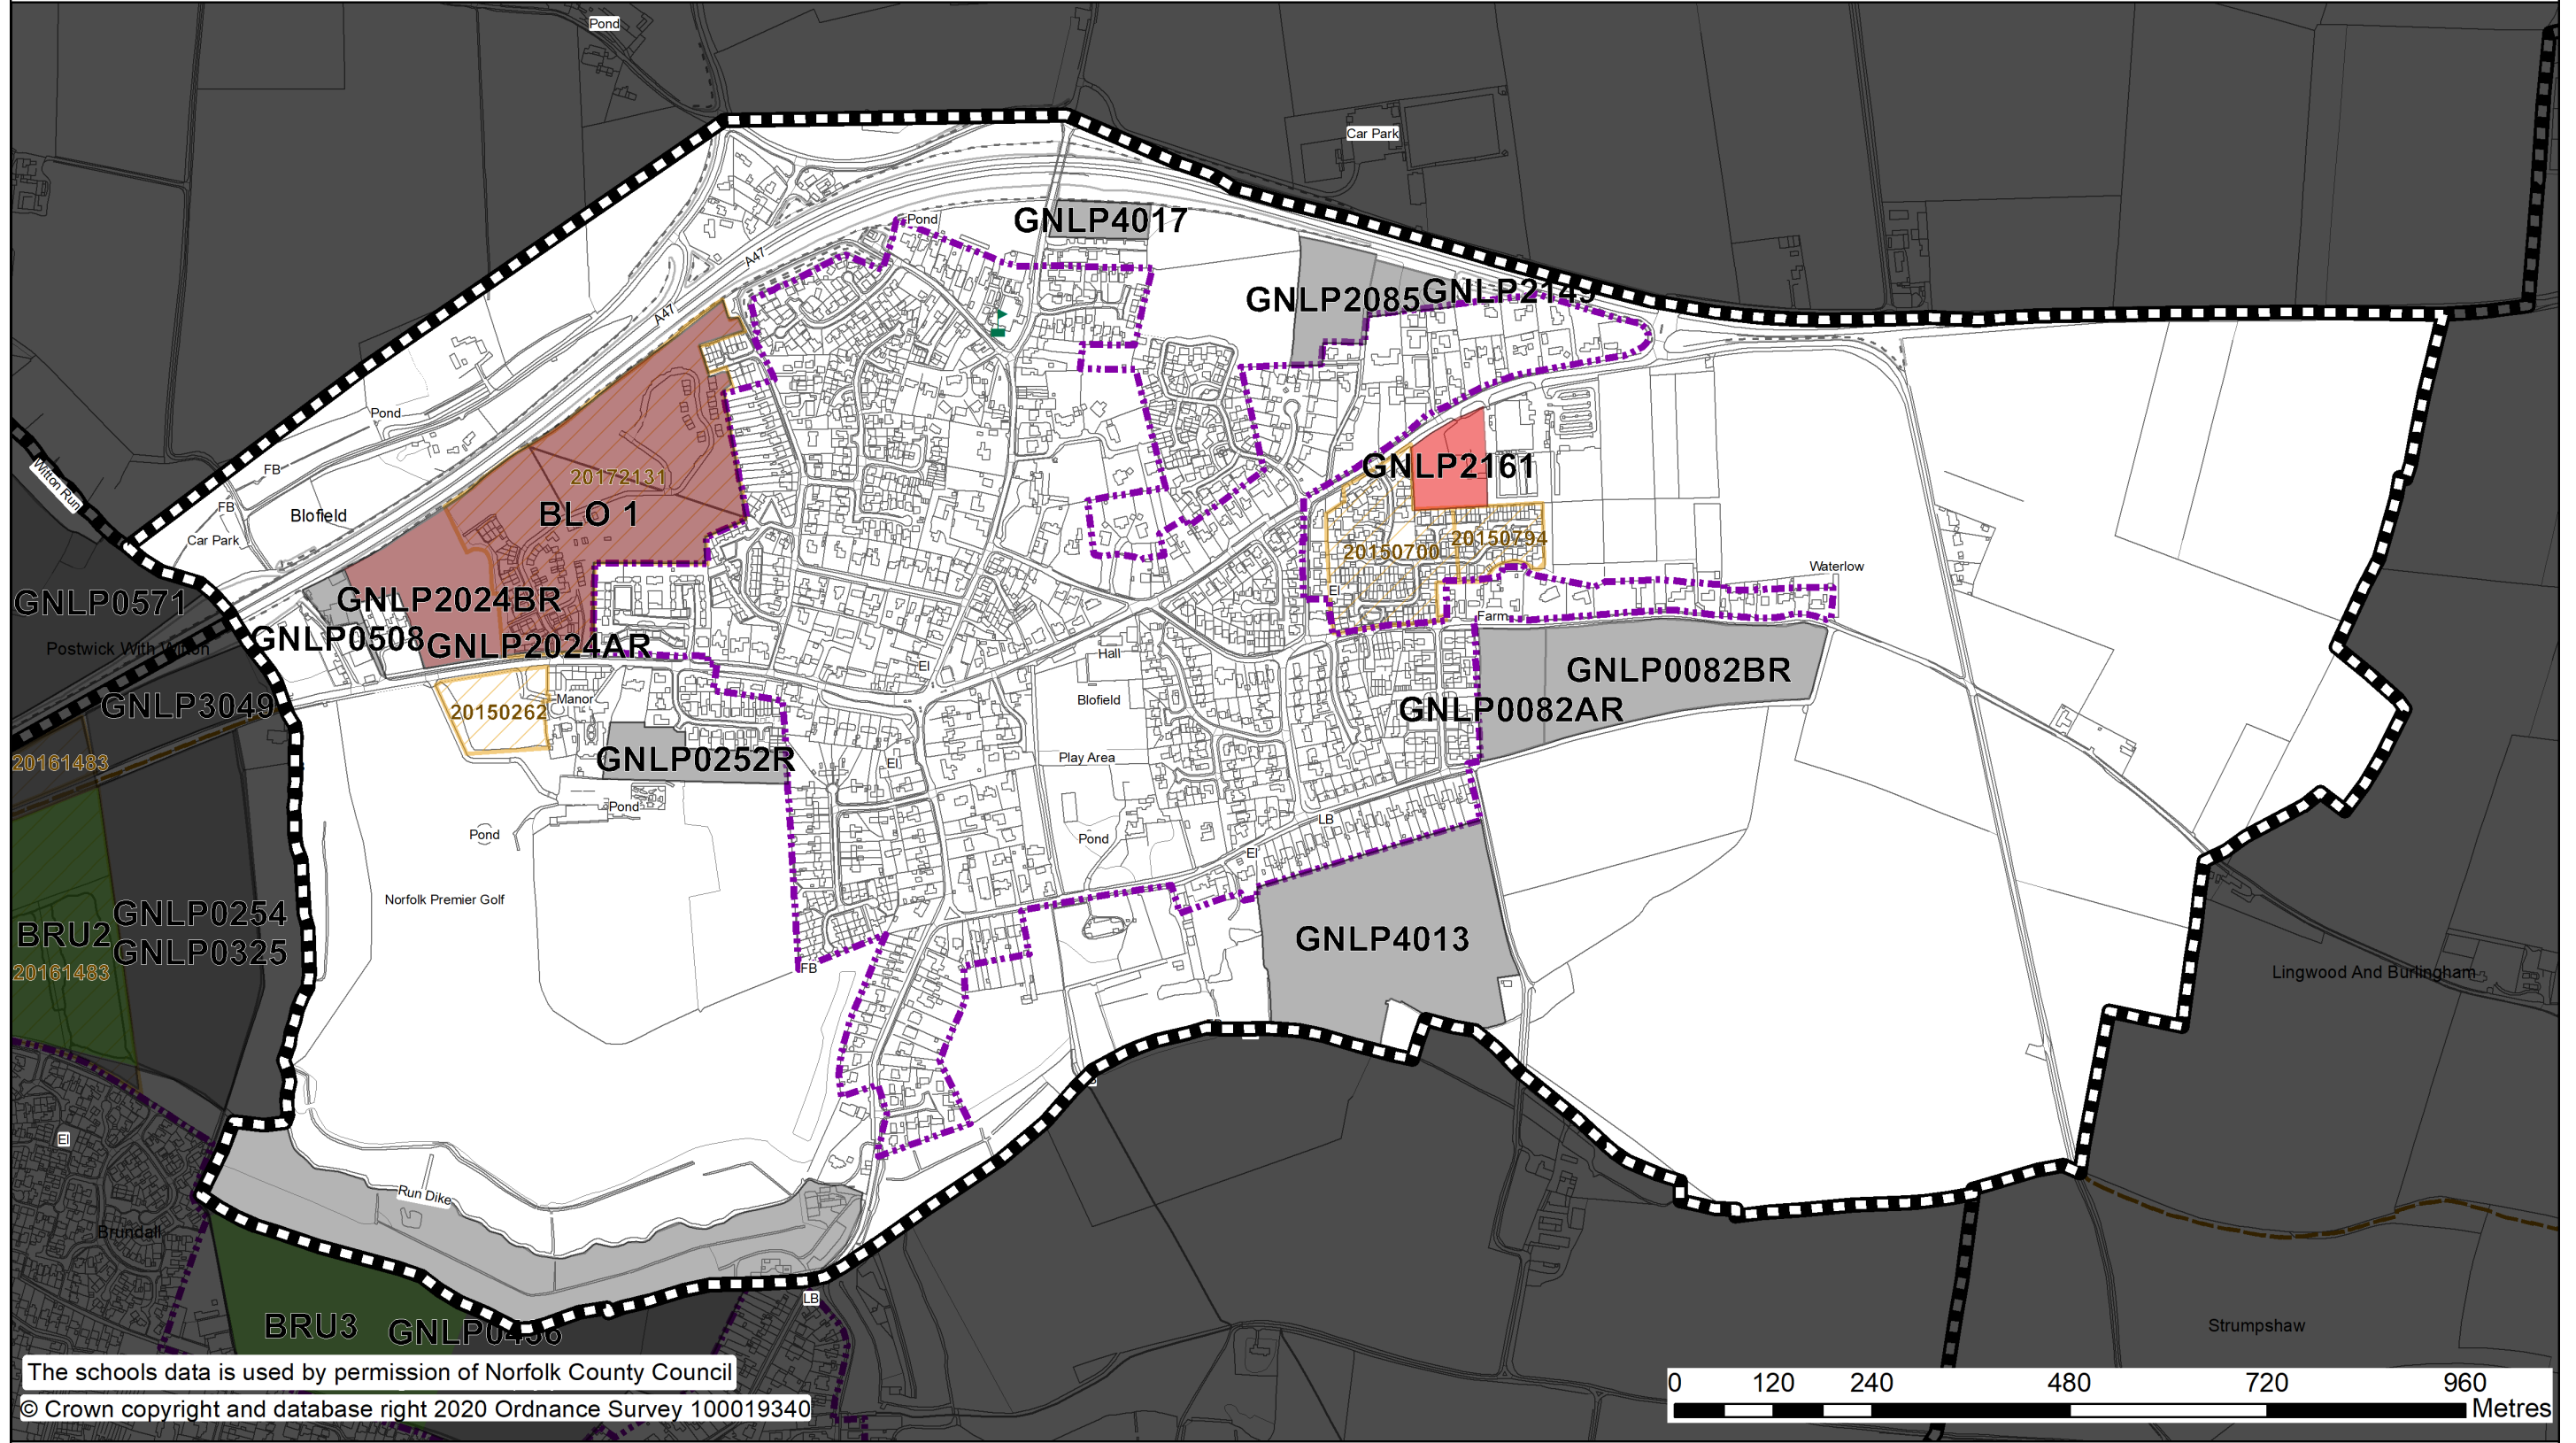 Pond
Car Park
Pond
GNLP4017
A47
GNLP2085
GNLP2149
A47
Pond
FB
GNLP2161
20172131
Witton Run
FB
BLO 1
Blofield
Car Park
20150794
20150700
Waterlow
El
GNLP0571
GNLP2024BR
Farm
GNLP0508
GNLP2024AR
Postwick With Witton
Hall
El
GNLP0082BR
Manor
Blofield
GNLP3049
20150262
GNLP0082AR
GNLP0252R
Play Area
El
20161483
Pond
LB
Pond
Pond
El
Norfolk Premier Golf
GNLP0254
BRU2
GNLP0325
GNLP4013
20161483
FB
Lingwood And Burlingham
El
Run Dike
Brundall
LB
BRU3
GNLP0436
Strumpshaw
The schools data is used by permission of Norfolk County Council
© Crown copyright and database right 2020 Ordnance Survey 100019340
0 120 240 480 720 960
Metres